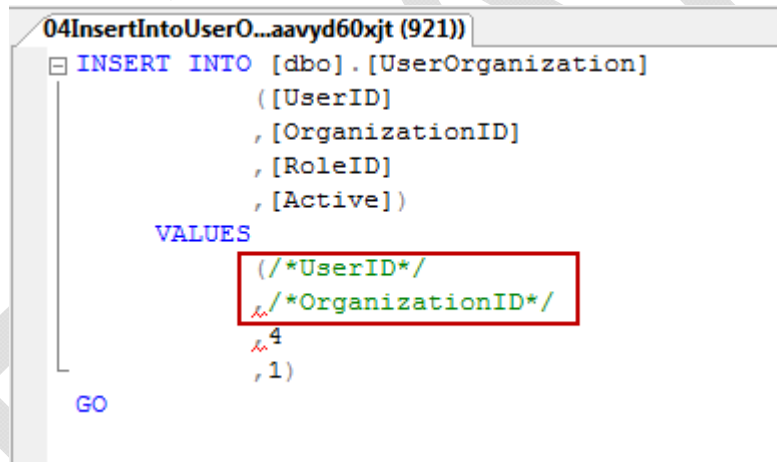 04InsertIntoUserO...aavyd60xjt (921))
INSERT INTO [dbo].[UserOrganization]
([UserID]
,[OrganizationID]
,[RoleID]
,[Active])
VALUES
(/*UserID*/
,/*OrganizationID*/
,4
,1)
GO